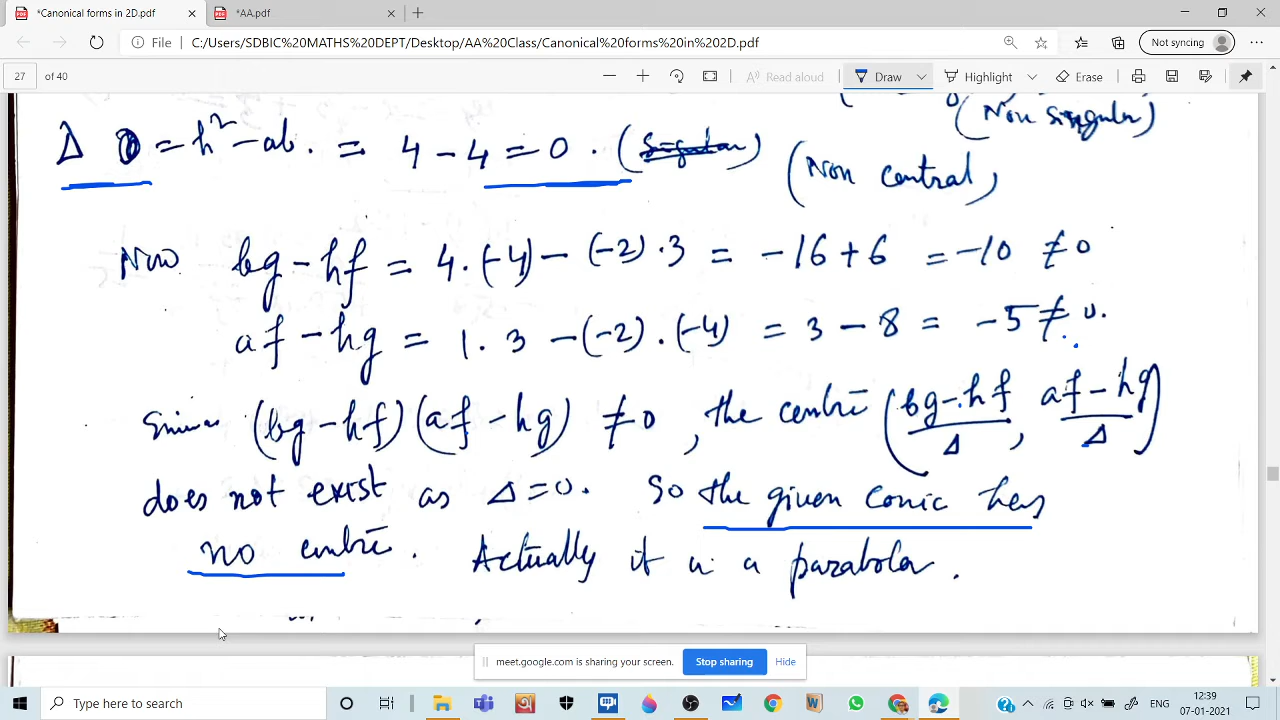 *Canonical forms in 2D.pdf
*AA.pdf
File
C:/Users/SDBIC%20MATHS%20DEPT/Desktop/AA%20Class/Canonical%20forms%20in%202D.pdf
Not syncing
27 of 40
Read aloud
Draw
Highlight
Erase
(Non singular)
Δ = h²-ab. = 4-4=0. (Singular) (Non central)
Now bg-hf = 4.(-4)-(-2).3 = -16+6 = -10 ≠0
af-hg = 1.3-(-2).(-4) = 3-8 = -5≠0.
(bg-hf)(af-hg) ≠0, the centre (bg-hf/Δ, af-hg/Δ)
does not exist as Δ=0. So the given conic has
no centre. Actually it is a parabola.
meet.google.com is sharing your screen.
Stop sharing
Hide
Type here to search
ENG
12:39
07-01-2021